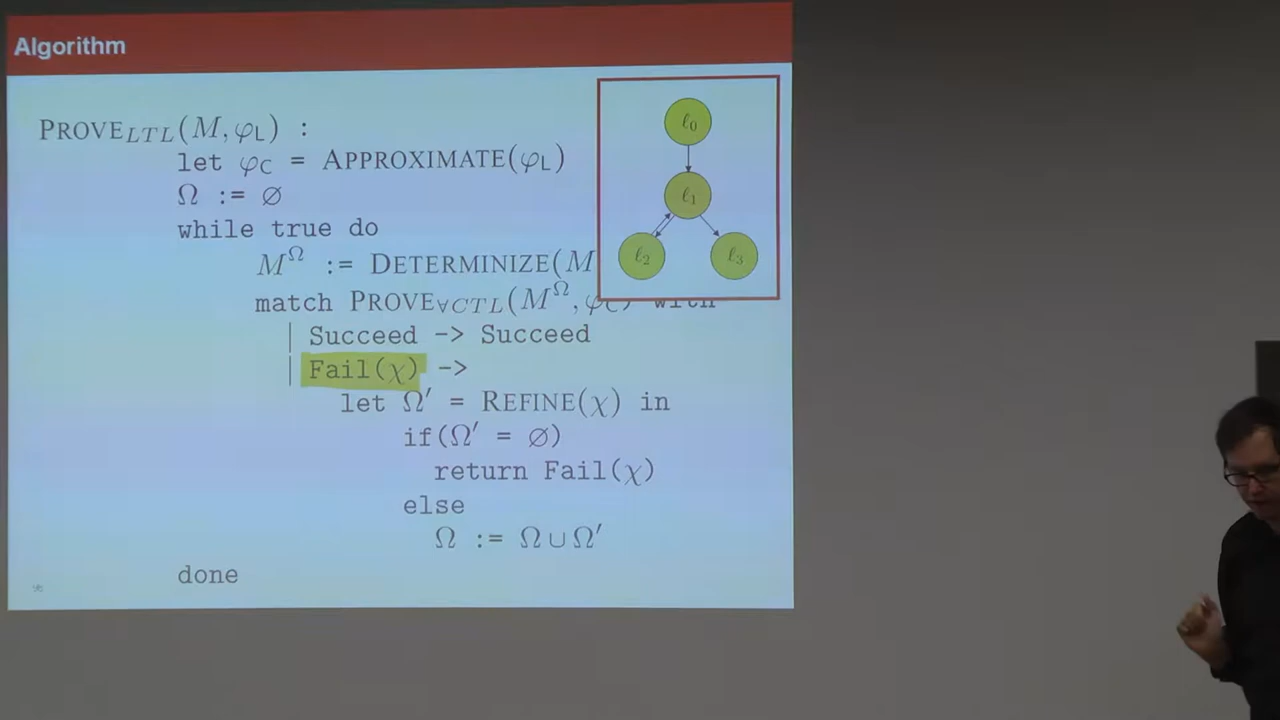 Algorithm
PROVE_LTL(M, φ_L) :
let φ_C = APPROXIMATE(φ_L)
Ω := ∅
while true do
M^Ω := DETERMINIZE(M
match PROVE_∀CTL(M^Ω, φ_C) with
| Succeed -> Succeed
| Fail(χ) ->
let Ω′ = REFINE(χ) in
if(Ω′ = ∅)
return Fail(χ)
else
Ω := Ω ∪ Ω′
done
ℓ₀
ℓ₁
ℓ₂ ℓ₃